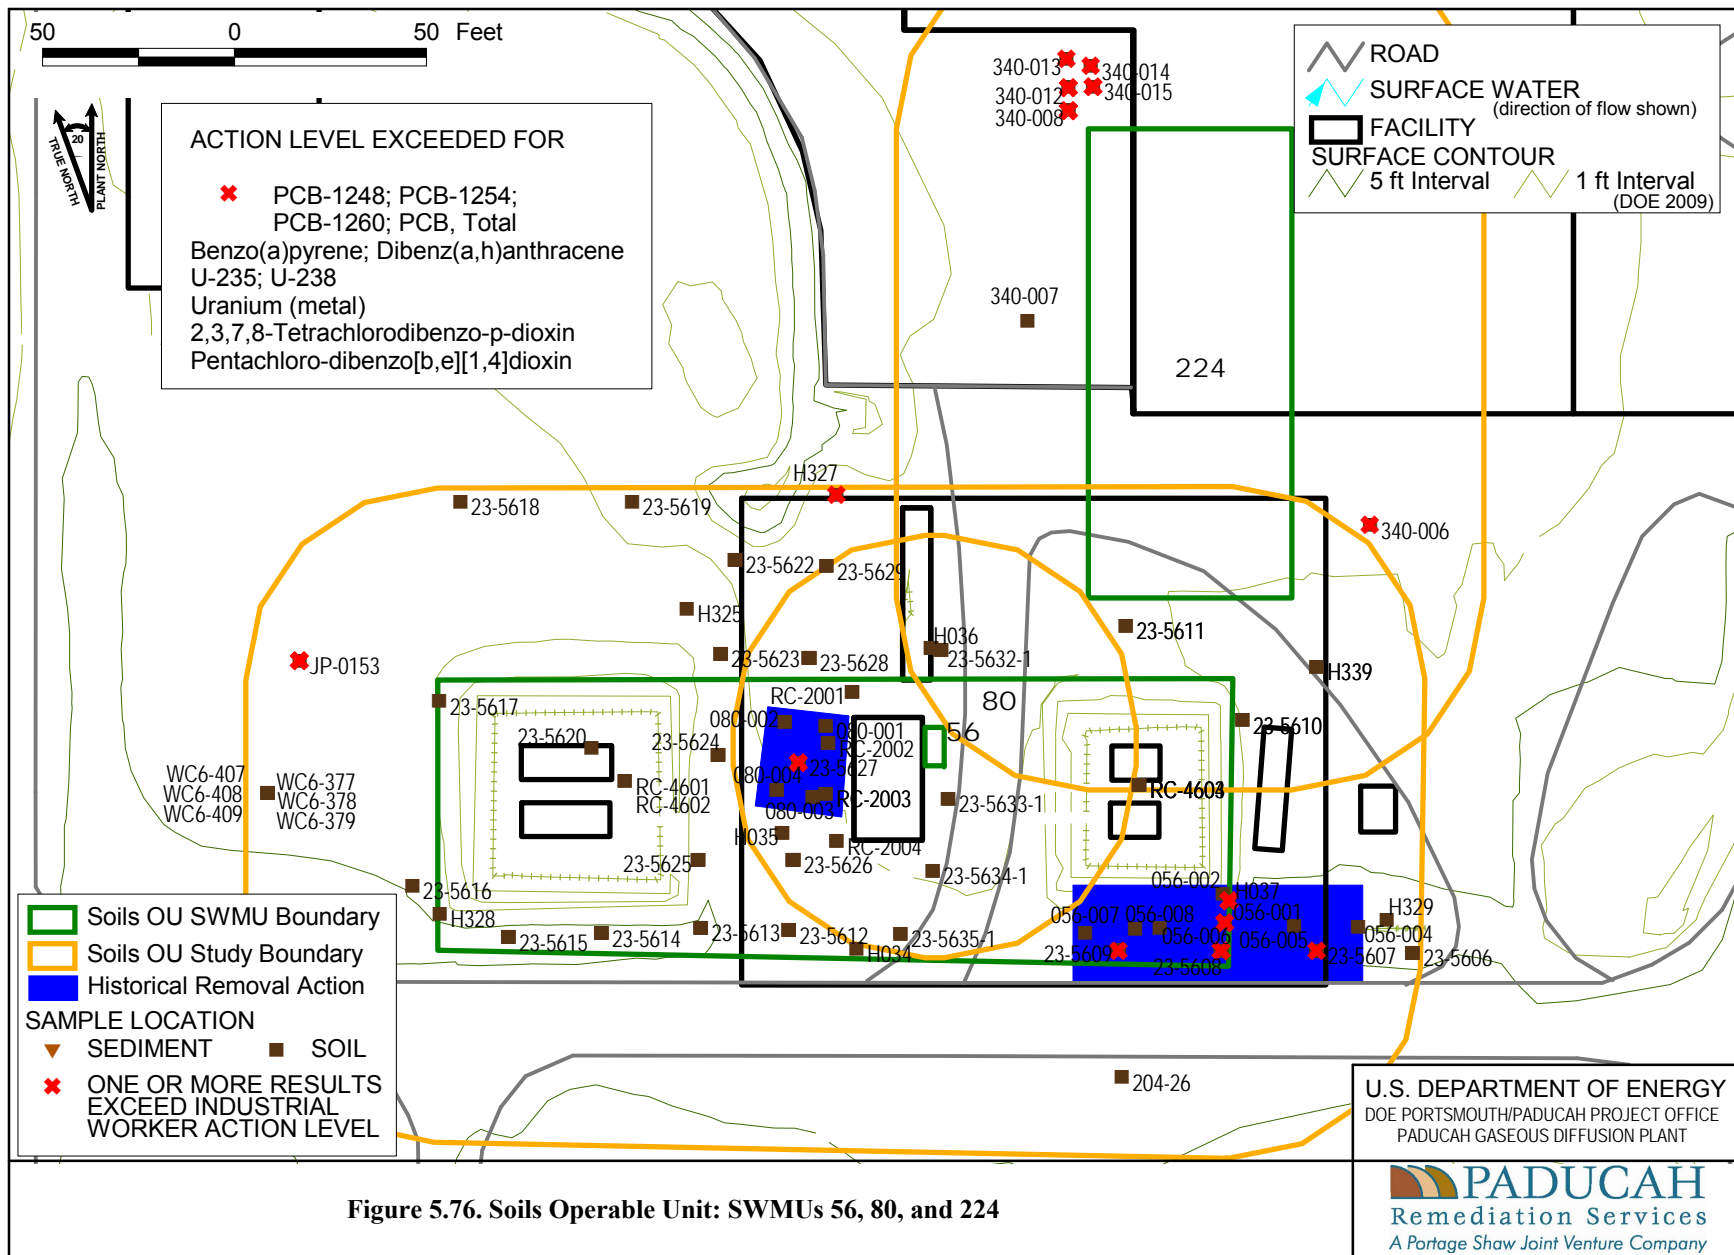 50 0 50 Feet
TRUE NORTH
20
PLANT NORTH
ACTION LEVEL EXCEEDED FOR
PCB-1248; PCB-1254;
PCB-1260; PCB, Total
Benzo(a)pyrene; Dibenz(a,h)anthracene
U-235; U-238
Uranium (metal)
2,3,7,8-Tetrachlorodibenzo-p-dioxin
Pentachloro-dibenzo[b,e][1,4]dioxin
ROAD
SURFACE WATER
(direction of flow shown)
FACILITY
SURFACE CONTOUR
5 ft Interval 1 ft Interval
(DOE 2009)
340-013
340-014
340-012
340-015
340-008
340-007
224
H327
23-5618
23-5619
340-006
23-5622
23-5629
H325
23-5611
H036
23-5623
23-5628
23-5632-1
JP-0153
H339
RC-2001
80
23-5617
080-002
080-001
56
23-5610
23-5620
23-5624
RC-2002
23-5627
WC6-407
WC6-408
WC6-409
WC6-377
WC6-378
WC6-379
RC-4601
RC-4602
080-004
RC-2003
080-003
23-5633-1
H035
RC-2004
23-5625
23-5626
23-5634-1
056-002
H037
23-5616
H328
056-007
056-008
056-001
H329
23-5615
23-5614
23-5613
23-5612
23-5635-1
056-006
056-005
056-004
H034
23-5609
23-5608
23-5607
23-5606
204-26
Soils OU SWMU Boundary
Soils OU Study Boundary
Historical Removal Action
SAMPLE LOCATION
SEDIMENT SOIL
ONE OR MORE RESULTS
EXCEED INDUSTRIAL
WORKER ACTION LEVEL
U.S. DEPARTMENT OF ENERGY
DOE PORTSMOUTH/PADUCAH PROJECT OFFICE
PADUCAH GASEOUS DIFFUSION PLANT
Figure 5.76. Soils Operable Unit: SWMUs 56, 80, and 224
PADUCAH
Remediation Services
A Portage Shaw Joint Venture Company